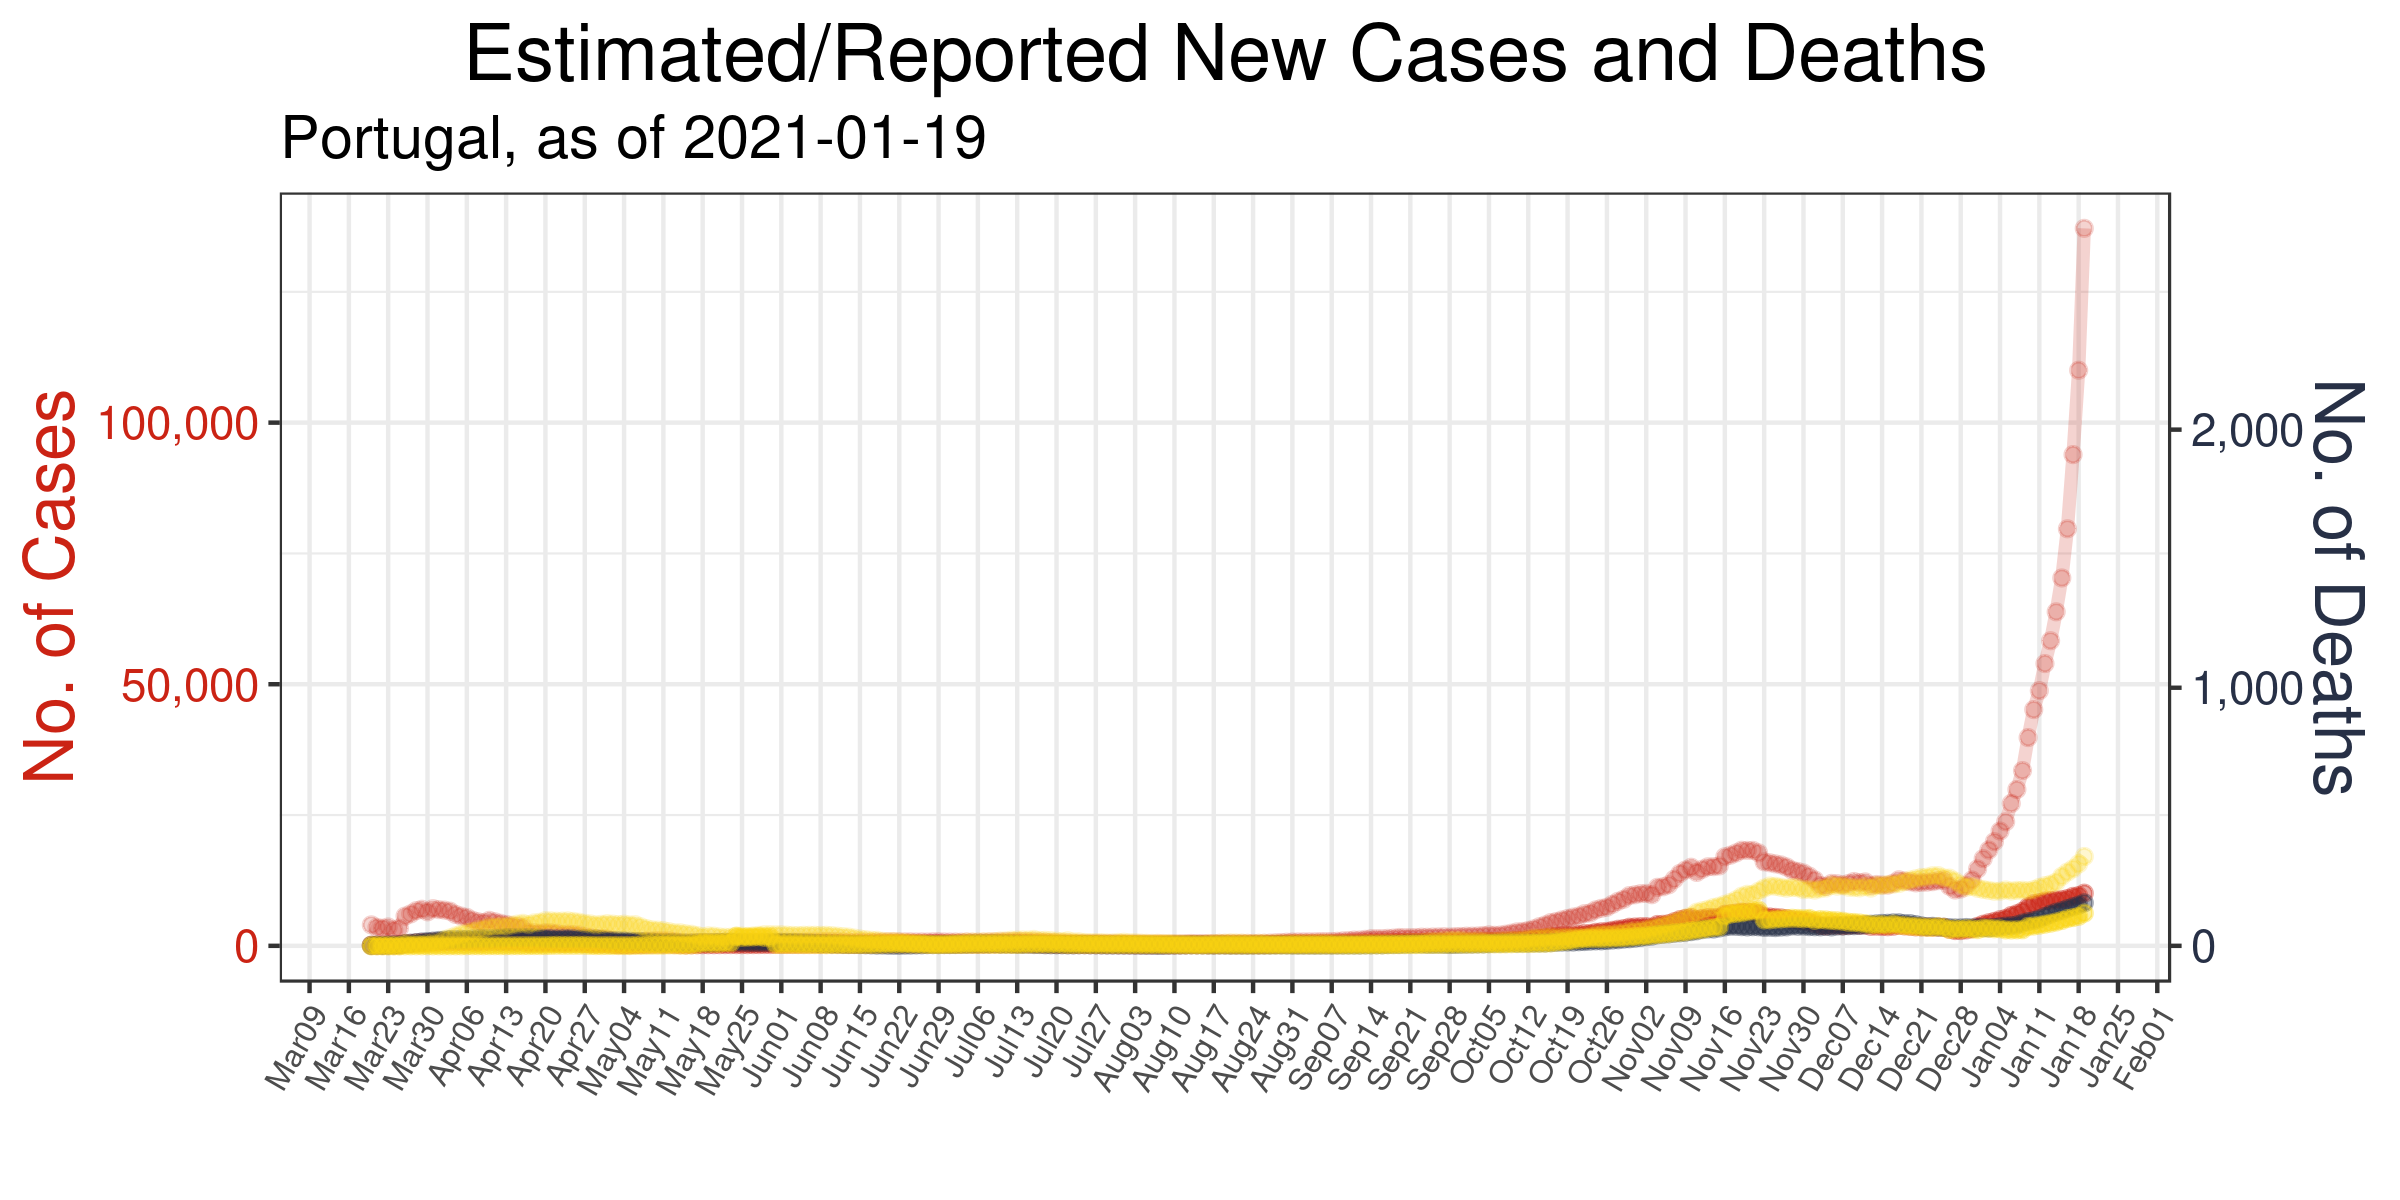 Estimated/Reported New Cases and Deaths
Portugal, as of 2021-01-19
No. of Cases
100,000
50,000
0
2,000
1,000
0
No. of Deaths
Mar09
Mar16
Mar23
Mar30
Apr06
Apr13
Apr20
Apr27
May04
May11
May18
May25
Jun01
Jun08
Jun15
Jun22
Jun29
Jul06
Jul13
Jul20
Jul27
Aug03
Aug10
Aug17
Aug24
Aug31
Sep07
Sep14
Sep21
Sep28
Oct05
Oct12
Oct19
Oct26
Nov02
Nov09
Nov16
Nov23
Nov30
Dec07
Dec14
Dec21
Dec28
Jan04
Jan11
Jan18
Jan25
Feb01